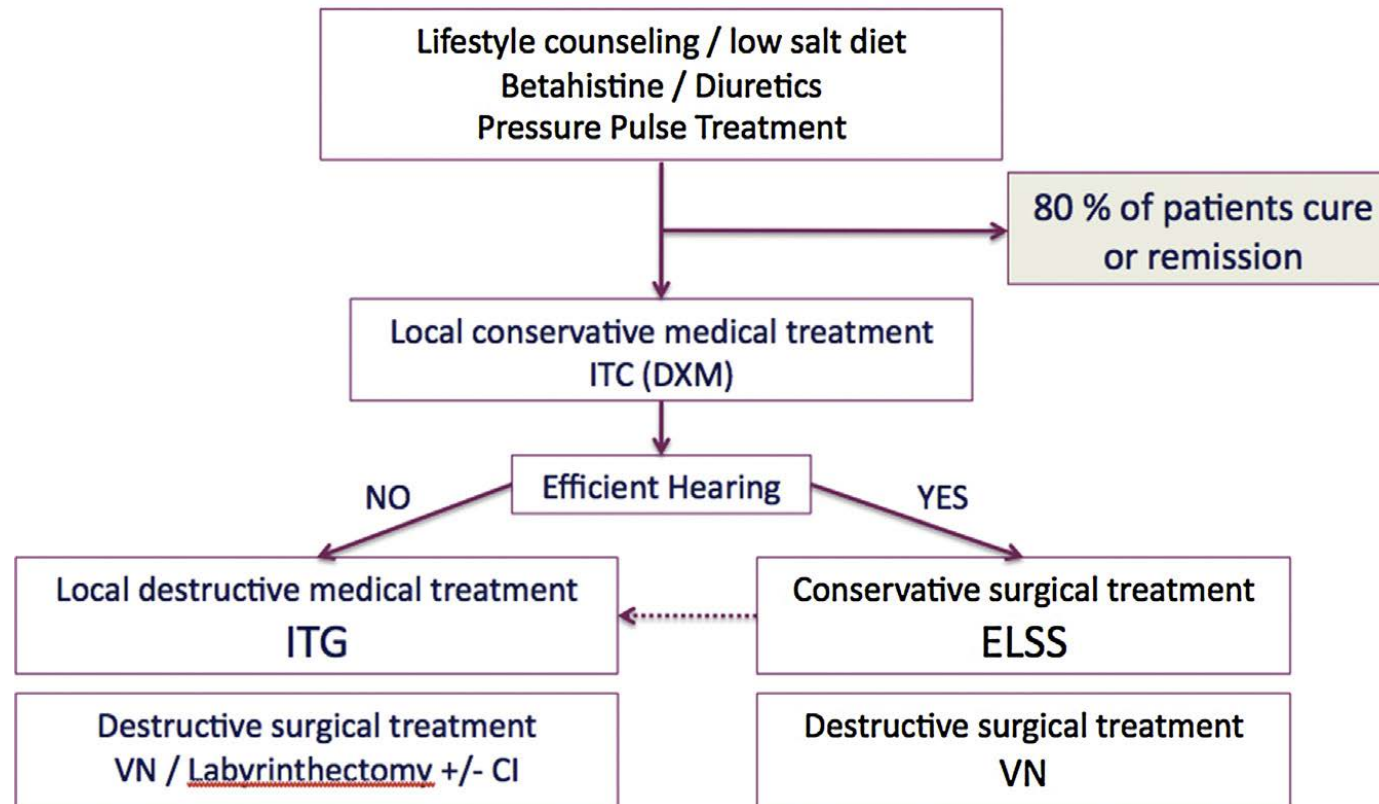 Lifestyle counseling / low salt diet
Betahistine / Diuretics
Pressure Pulse Treatment
80 % of patients cure
or remission
Local conservative medical treatment
ITC (DXM)
Efficient Hearing
NO
YES
Local destructive medical treatment
ITG
Conservative surgical treatment
ELSS
Destructive surgical treatment
VN / Labyrinthectomy +/- CI
Destructive surgical treatment
VN